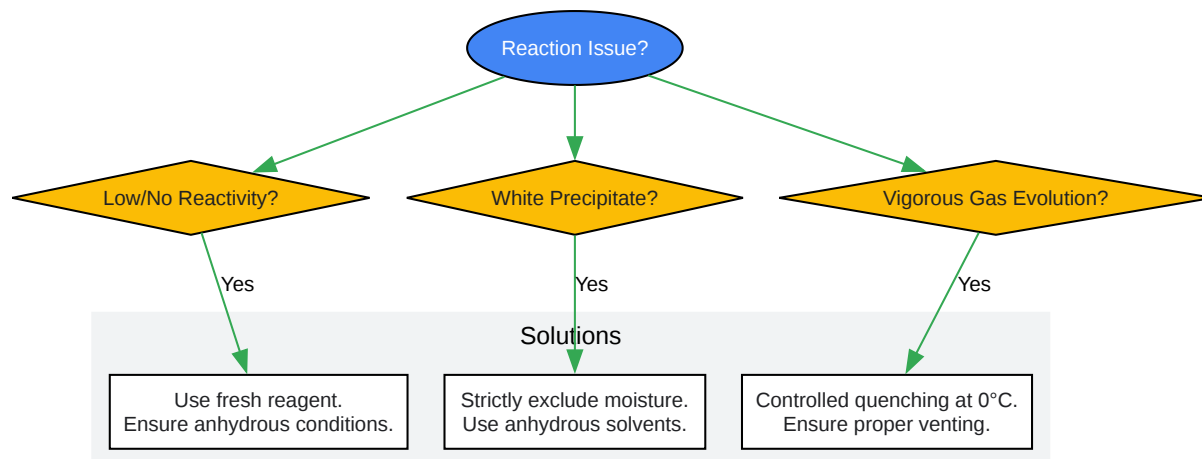 Reaction Issue?
Low/No Reactivity?
White Precipitate?
Vigorous Gas Evolution?
Yes
Yes
Yes
Solutions
Use fresh reagent.
Ensure anhydrous conditions.
Strictly exclude moisture.
Use anhydrous solvents.
Controlled quenching at 0°C.
Ensure proper venting.